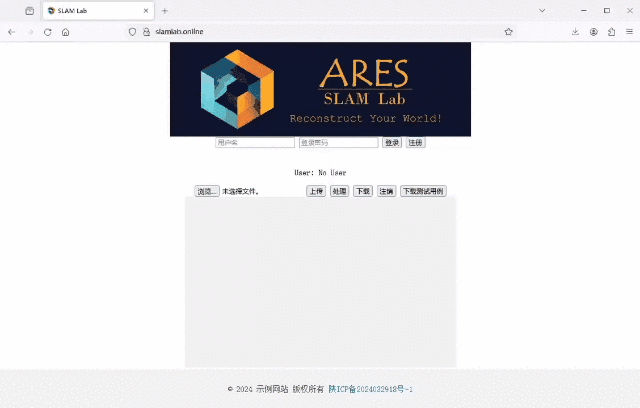 SLAM Lab
slamlab.online
ARES
SLAM Lab
Reconstruct Your World!
用户名 登录密码 登录 注册
User: No User
浏览... 未选择文件。 上传 处理 下载 注销 下载测试用例
© 2024 示例网站 版权所有 陕ICP备2024032918号-1